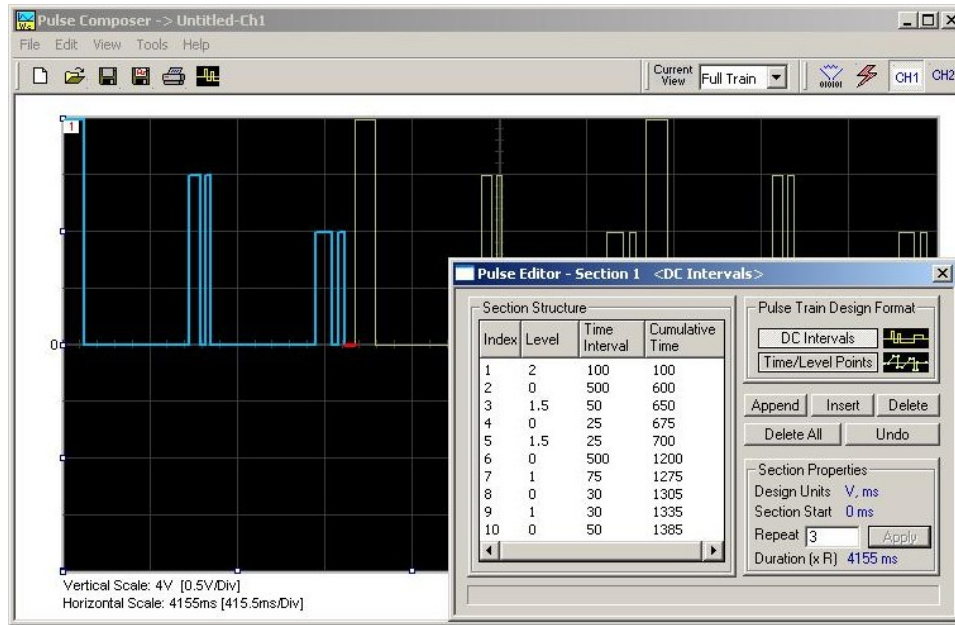 Pulse Composer -> Untitled-Ch1
File Edit View Tools Help
Current View Full Train
010101
CH1 CH2
1
0
Vertical Scale: 4V [0.5V/Div]
Horizontal Scale: 4155ms [415.5ms/Div]
Pulse Editor - Section 1 <DC Intervals>
Section Structure
Index Level Time Interval Cumulative Time
1 2 100 100
2 0 500 600
3 1.5 50 650
4 0 25 675
5 1.5 25 700
6 0 500 1200
7 1 75 1275
8 0 30 1305
9 1 30 1335
10 0 50 1385
Pulse Train Design Format
DC Intervals
Time/Level Points
Append Insert Delete
Delete All Undo
Section Properties
Design Units V, ms
Section Start 0 ms
Repeat 3 Apply
Duration (x R) 4155 ms